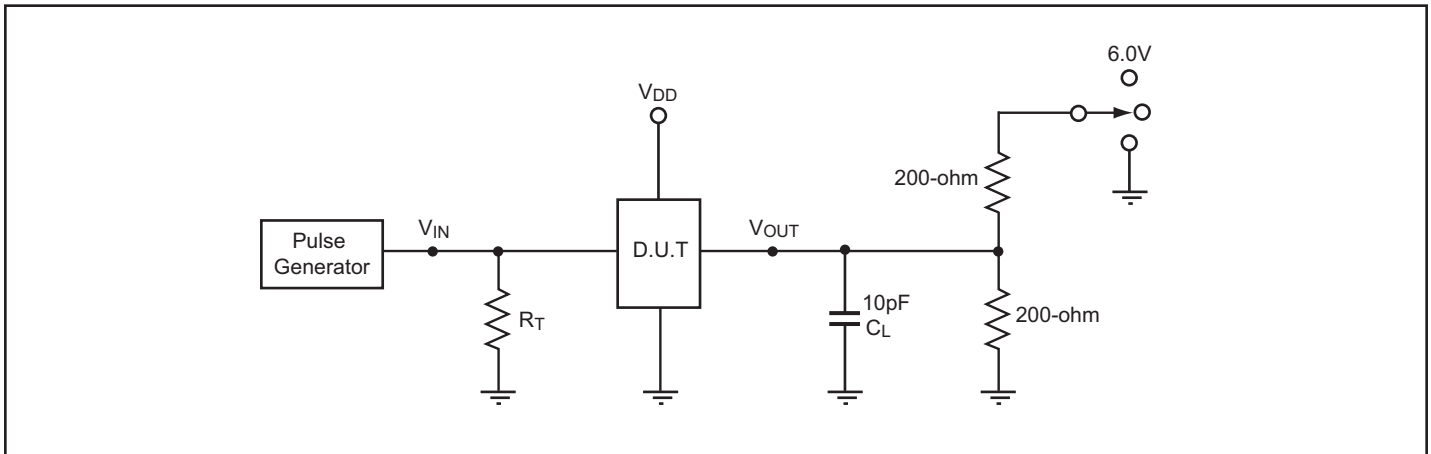 6.0V
VDD
200-ohm
VIN
VOUT
Pulse
Generator
D.U.T
10pF
CL
RT
200-ohm